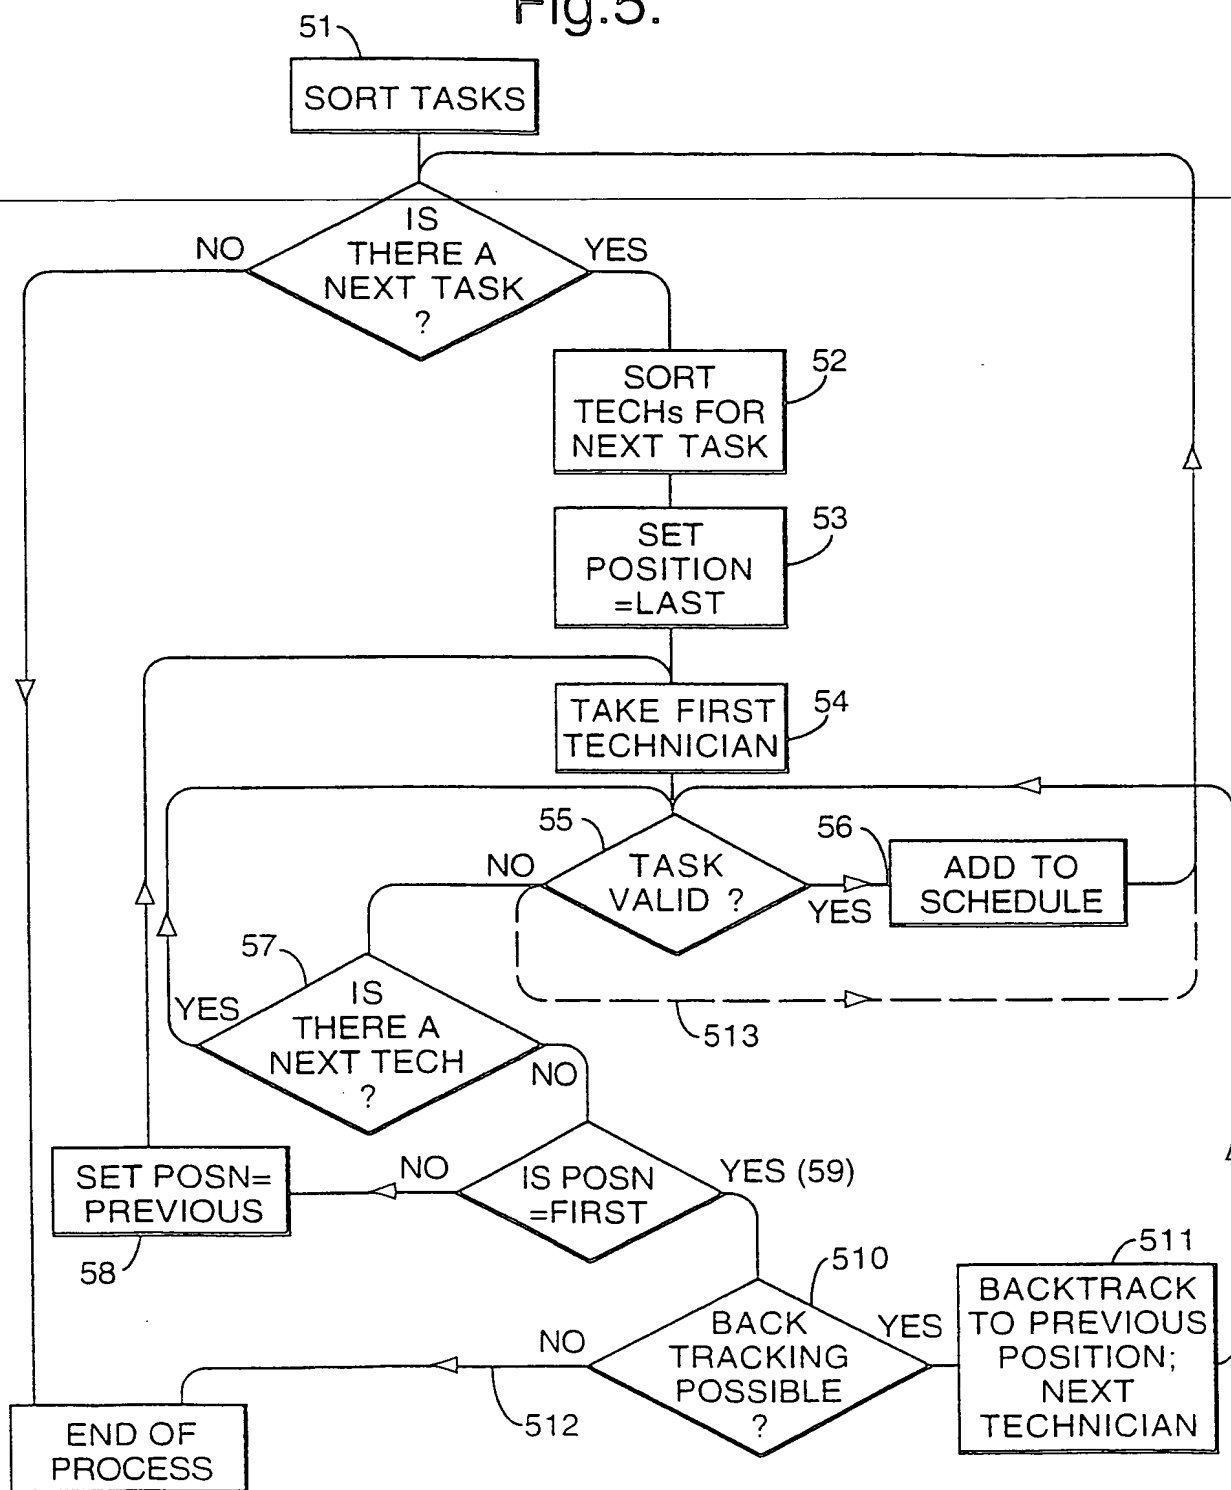 Fig.5.
51
SORT TASKS
IS
THERE A
NEXT TASK
?
NO
YES
52
SORT
TECHs FOR
NEXT TASK
53
SET
POSITION
=LAST
54
TAKE FIRST
TECHNICIAN
55
TASK
VALID ?
NO
YES
56
ADD TO
SCHEDULE
57
IS
THERE A
NEXT TECH
?
YES
NO
513
SET POSN=
PREVIOUS
58
NO
IS POSN
=FIRST
YES (59)
510
BACK
TRACKING
POSSIBLE
?
NO
YES
511
BACKTRACK
TO PREVIOUS
POSITION;
NEXT
TECHNICIAN
512
END OF
PROCESS